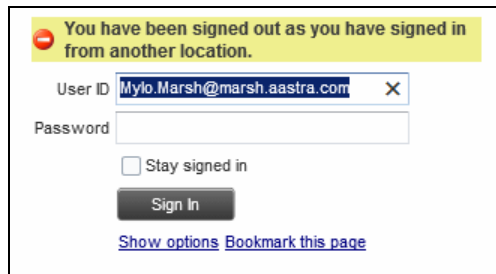 You have been signed out as you have signed in
from another location.
User ID Mylo.Marsh@marsh.aastra.com
Password
Stay signed in
Sign In
Show options Bookmark this page